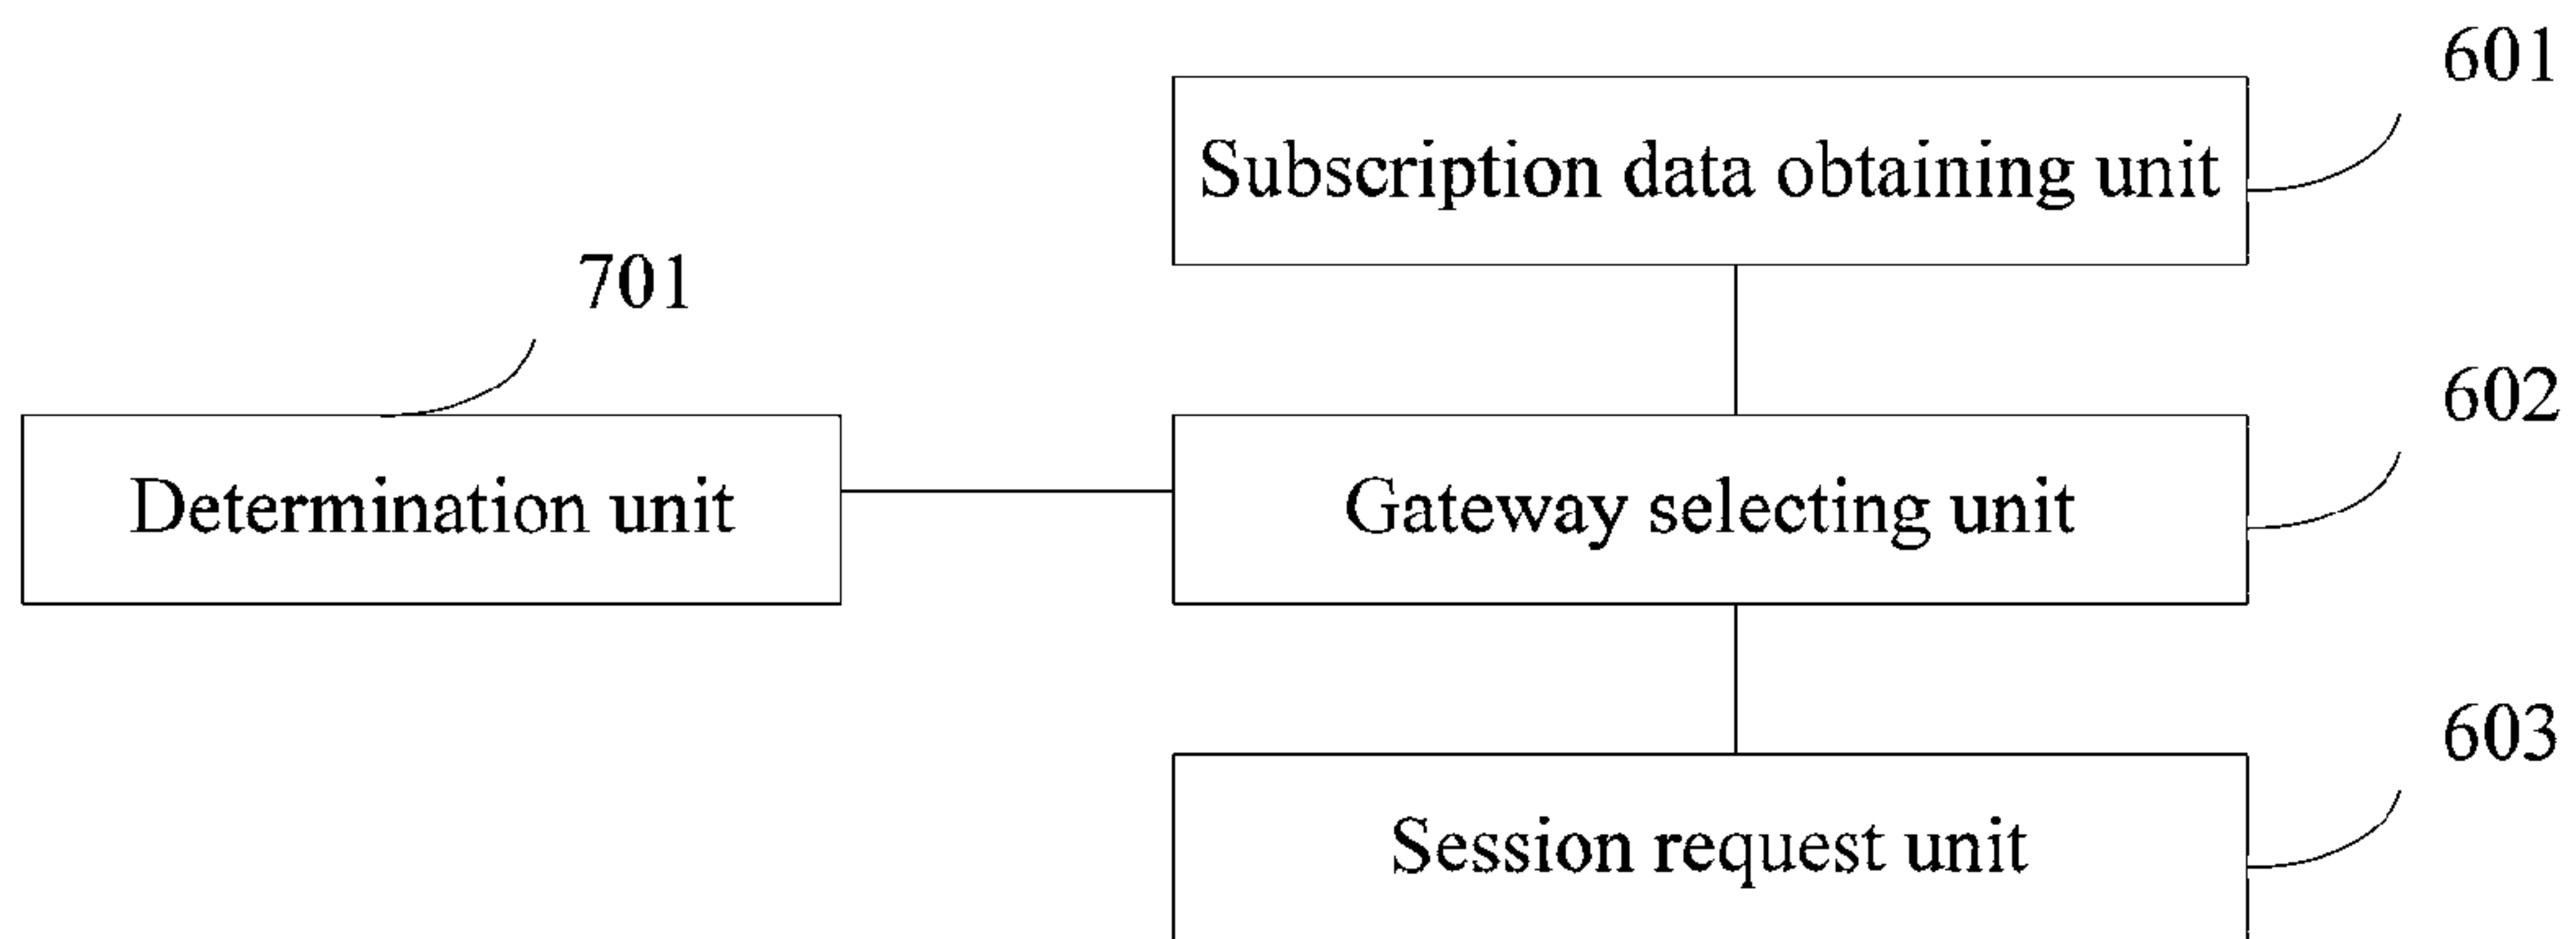 601
Subscription data obtaining unit
701
602
Determination unit
Gateway selecting unit
603
Session request unit